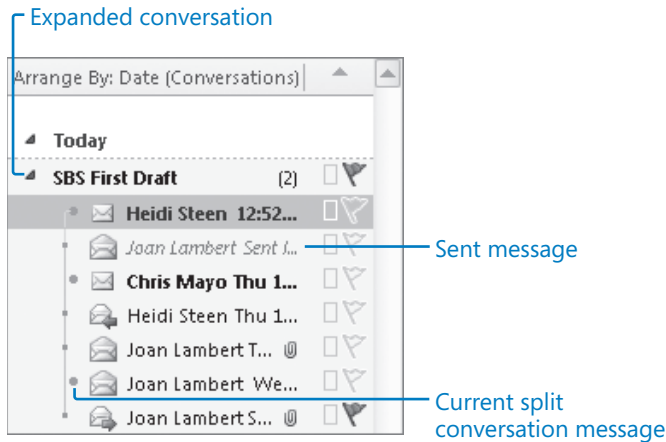 Expanded conversation
Arrange By: Date (Conversations)
Today
SBS First Draft (2)
Heidi Steen 12:52...
Joan Lambert Sent I...
Sent message
Chris Mayo Thu 1...
Heidi Steen Thu 1...
Joan Lambert T...
Joan Lambert We...
Current split
conversation message
Joan Lambert S...